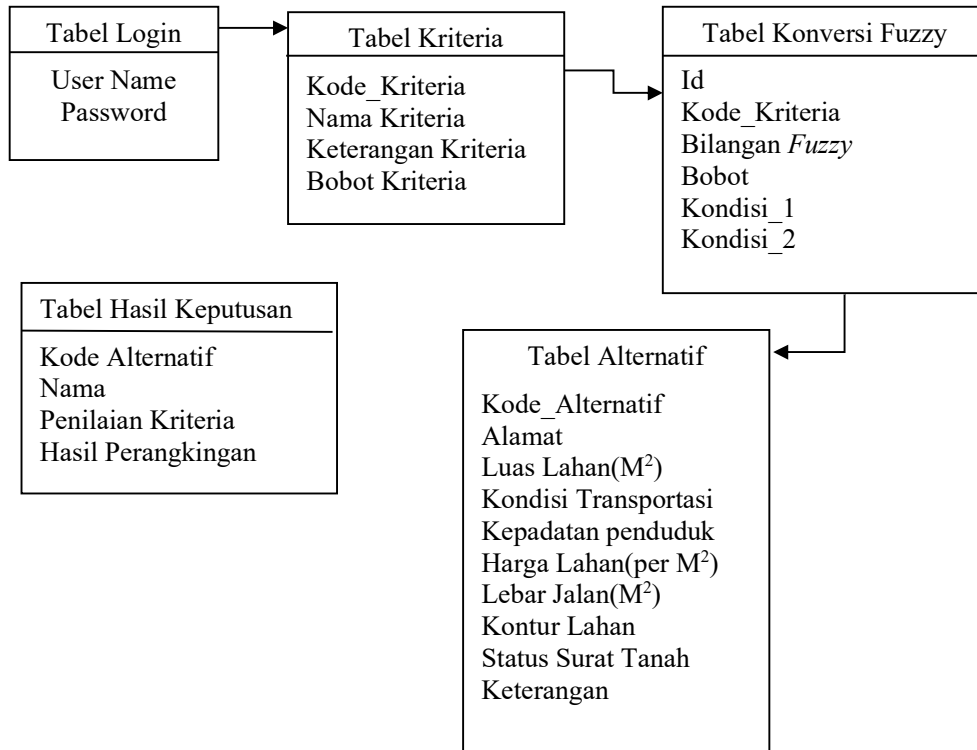 Tabel Login
User Name
Password
Tabel Kriteria
Kode_Kriteria
Nama Kriteria
Keterangan Kriteria
Bobot Kriteria
Tabel Konversi Fuzzy
Id
Kode_Kriteria
Bilangan Fuzzy
Bobot
Kondisi_1
Kondisi_2
Tabel Hasil Keputusan
Kode Alternatif
Nama
Penilaian Kriteria
Hasil Perangkingan
Tabel Alternatif
Kode_Alternatif
Alamat
Luas Lahan(M²)
Kondisi Transportasi
Kepadatan penduduk
Harga Lahan(per M²)
Lebar Jalan(M²)
Kontur Lahan
Status Surat Tanah
Keterangan